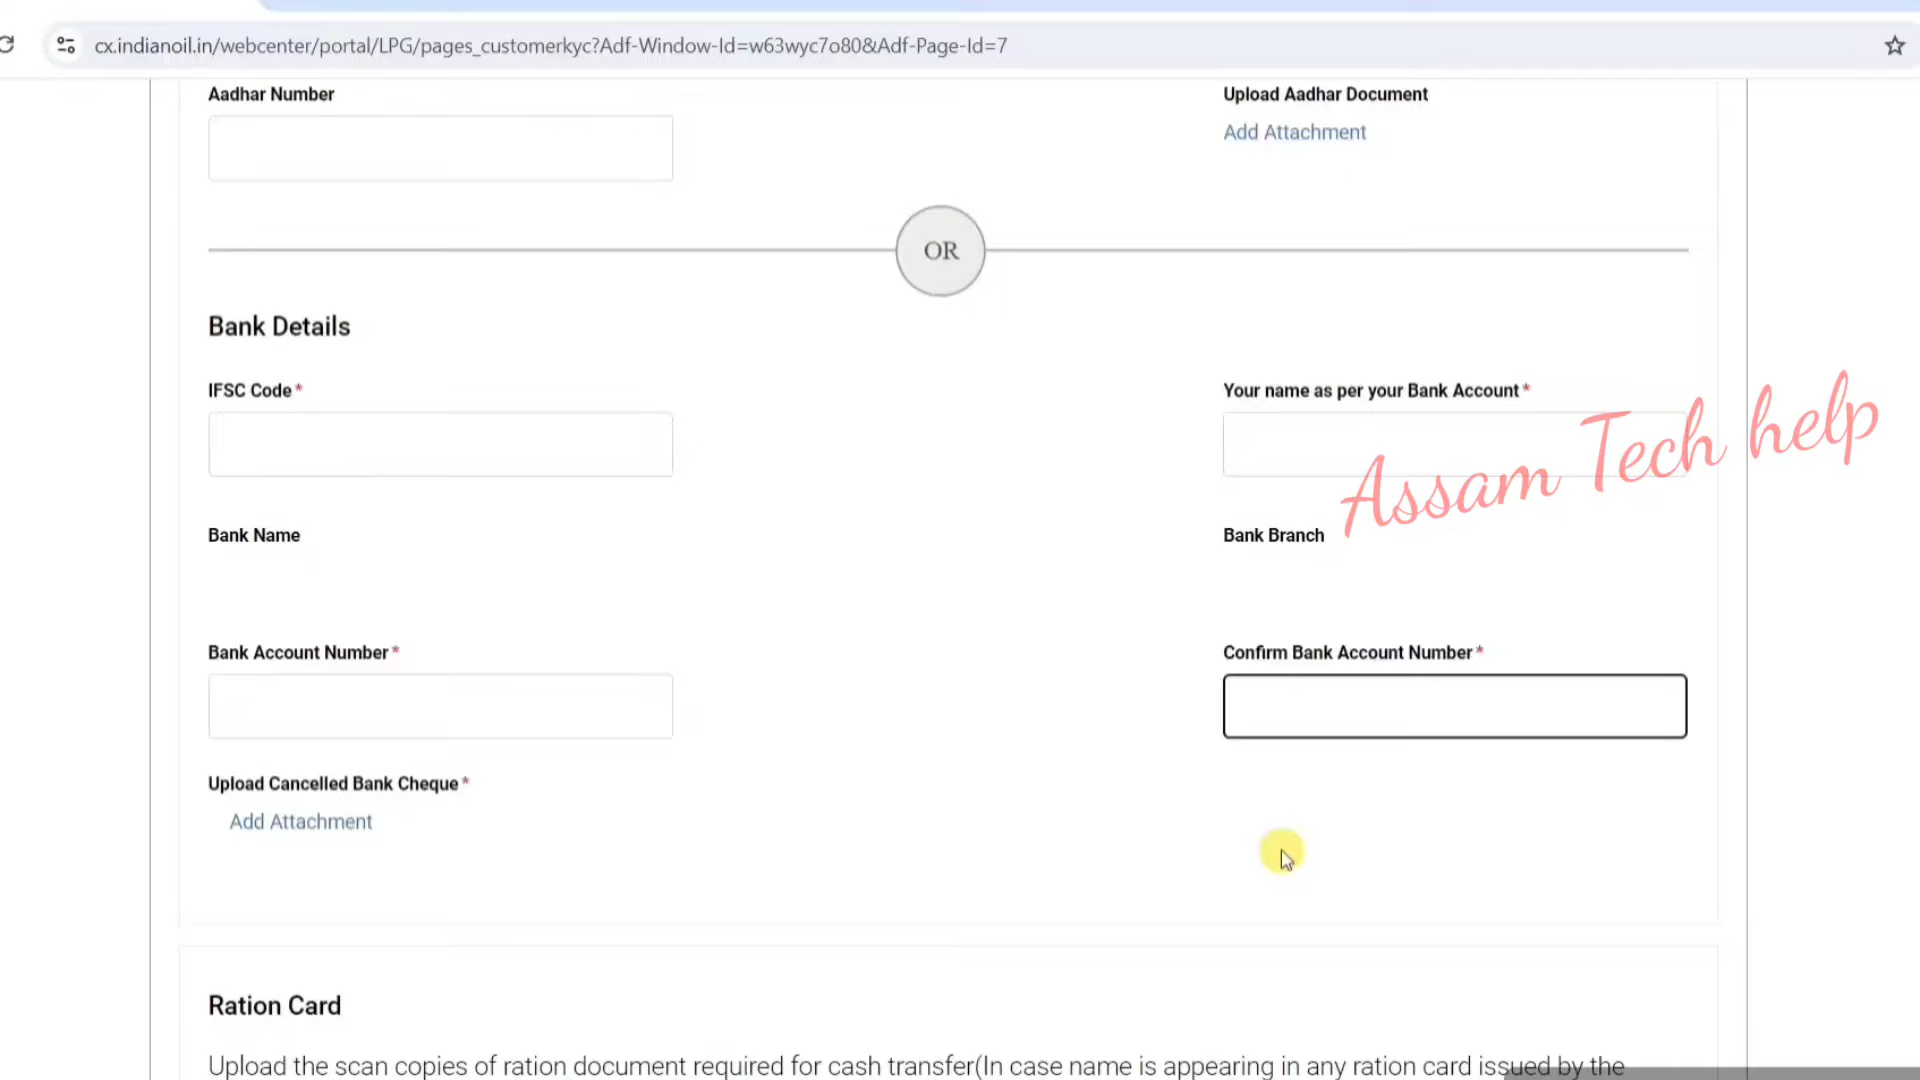 cx.indianoil.in/webcenter/portal/LPG/pages_customerkyc?Adf-Window-Id=w63wyc7o80&Adf-Page-Id=7
Aadhar Number
Upload Aadhar Document
Add Attachment
OR
Bank Details
IFSC Code*
Your name as per your Bank Account*
Assam Tech help
Bank Name
Bank Branch
Bank Account Number*
Confirm Bank Account Number*
Upload Cancelled Bank Cheque*
Add Attachment
Ration Card
Upload the scan copies of ration document required for cash transfer(In case name is appearing in any ration card issued by the